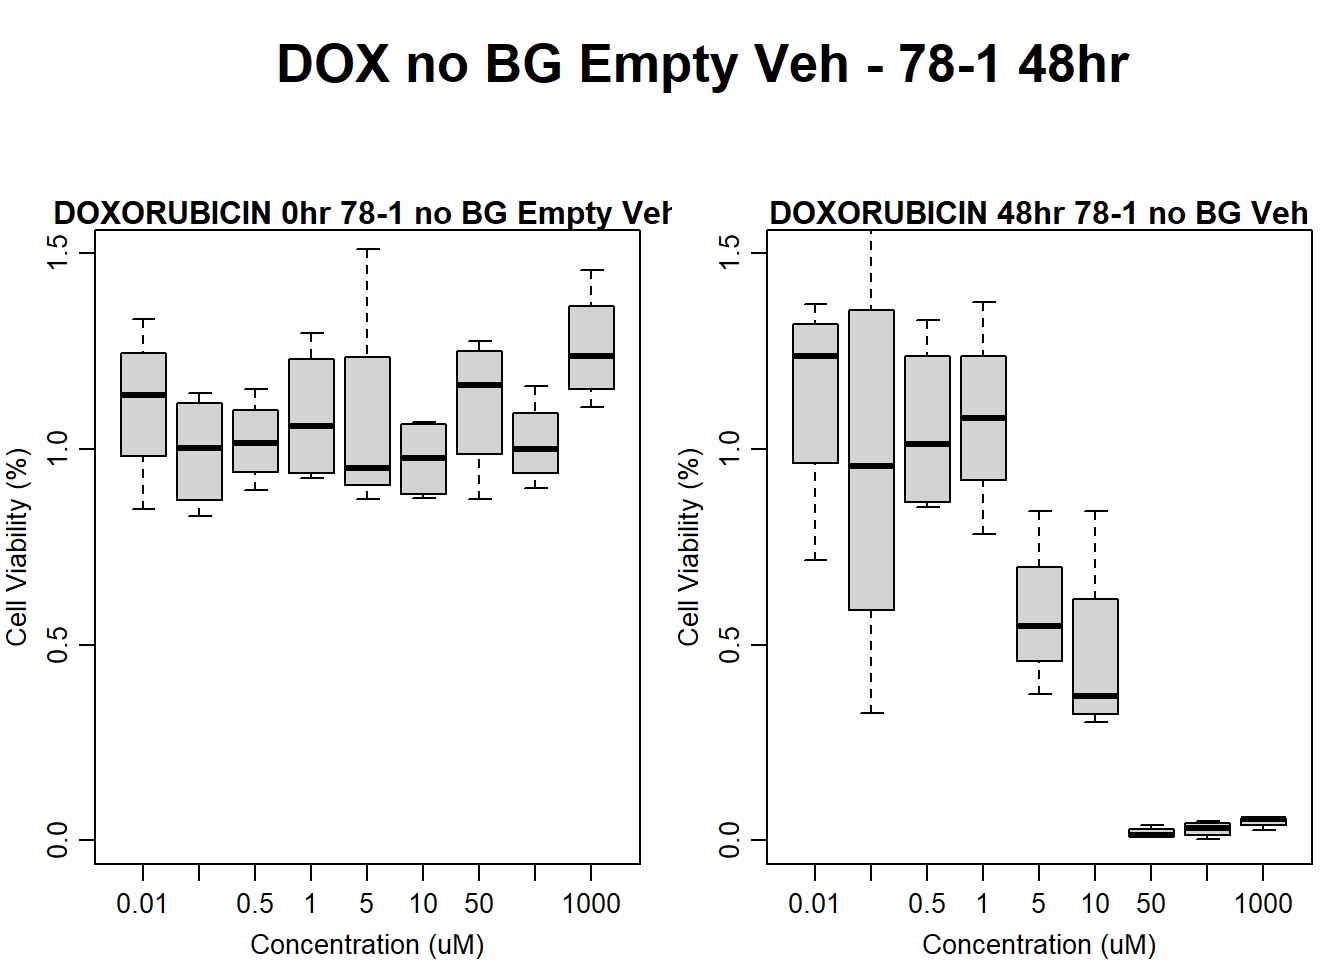 DOX no BG Empty Veh - 78-1 48hr
DOXORUBICIN 0hr 78-1 no BG Empty Veh
1.5
1.0
0.5
0.0
Cell Viability (%)
0.01 0.5 1 5 10 50 1000
Concentration (uM)
DOXORUBICIN 48hr 78-1 no BG Veh
1.5
1.0
0.5
0.0
Cell Viability (%)
0.01 0.5 1 5 10 50 1000
Concentration (uM)